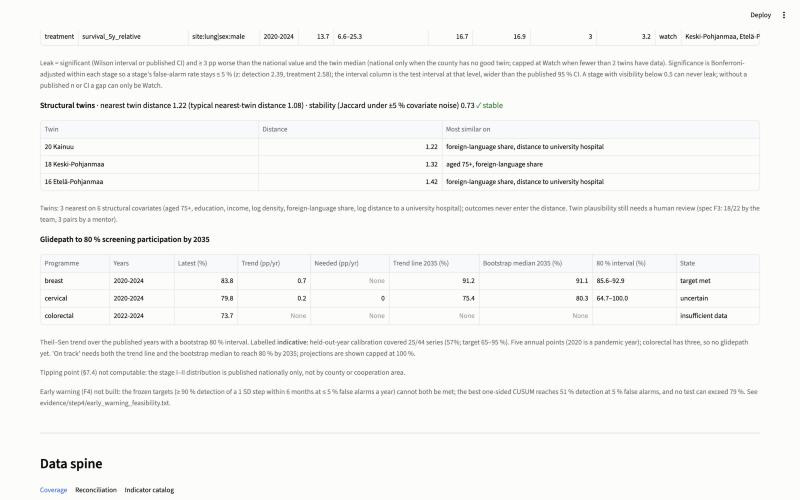 Deploy
treatment survival_5y_relative site:lung|sex:male 2020-2024 13.7 6.6–25.3 16.7 16.9 3 3.2 watch Keski-Pohjanmaa, Etelä-P
Leak = significant (Wilson interval or published CI) and ≥ 3 pp worse than the national value and the twin median (national only when the county has no good twin; capped at Watch when fewer than 2 twins have data). Significance is Bonferroni-
adjusted within each stage so a stage's false-alarm rate stays ≤ 5 % (z: detection 2.39, treatment 2.58); the interval column is the test interval at that level, wider than the published 95 % CI. A stage with visibility below 0.5 can never leak; without a
published n or CI a gap can only be Watch.
Structural twins · nearest twin distance 1.22 (typical nearest-twin distance 1.08) · stability (Jaccard under ±5 % covariate noise) 0.73 ✓ stable
Twin Distance Most similar on
20 Kainuu 1.22 foreign-language share, distance to university hospital
18 Keski-Pohjanmaa 1.32 aged 75+, foreign-language share
16 Etelä-Pohjanmaa 1.42 foreign-language share, distance to university hospital
Twins: 3 nearest on 6 structural covariates (aged 75+, education, income, log density, foreign-language share, log distance to a university hospital); outcomes never enter the distance. Twin plausibility still needs a human review (spec F3: 18/22 by the
team, 3 pairs by a mentor).
Glidepath to 80 % screening participation by 2035
Programme Years Latest (%) Trend (pp/yr) Needed (pp/yr) Trend line 2035 (%) Bootstrap median 2035 (%) 80 % interval (%) State
breast 2020-2024 83.8 0.7 None 91.2 91.1 85.6–92.9 target met
cervical 2020-2024 79.8 0.2 0 75.4 80.3 64.7–100.0 uncertain
colorectal 2022-2024 73.7 None None None None insufficient data
Theil–Sen trend over the published years with a bootstrap 80 % interval. Labelled indicative: held-out-year calibration covered 25/44 series (57%; target 65–95 %). Five annual points (2020 is a pandemic year); colorectal has three, so no glidepath
yet. 'On track' needs both the trend line and the bootstrap median to reach 80 % by 2035; projections are shown capped at 100 %.
Tipping point (§7.4) not computable: the stage I–II distribution is published nationally only, not by county or cooperation area.
Early warning (F4) not built: the frozen targets (≥ 90 % detection of a 1 SD step within 6 months at ≤ 5 % false alarms a year) cannot both be met; the best one-sided CUSUM reaches 51 % detection at 5 % false alarms, and no test can exceed 79 %. See
evidence/step4/early_warning_feasibility.txt.
Data spine
Coverage Reconciliation Indicator catalog